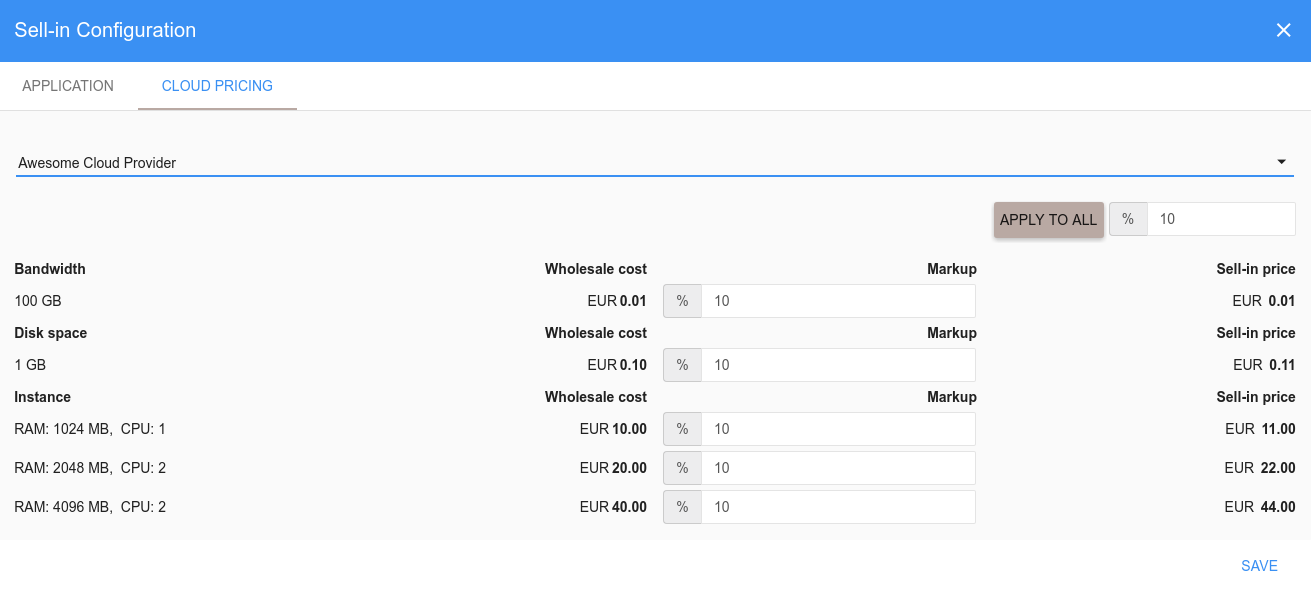 Sell-in Configuration
APPLICATION CLOUD PRICING
Awesome Cloud Provider
APPLY TO ALL % 10
Bandwidth Wholesale cost Markup Sell-in price
100 GB EUR 0.01 % 10 EUR 0.01
Disk space Wholesale cost Markup Sell-in price
1 GB EUR 0.10 % 10 EUR 0.11
Instance Wholesale cost Markup Sell-in price
RAM: 1024 MB, CPU: 1 EUR 10.00 % 10 EUR 11.00
RAM: 2048 MB, CPU: 2 EUR 20.00 % 10 EUR 22.00
RAM: 4096 MB, CPU: 2 EUR 40.00 % 10 EUR 44.00
SAVE